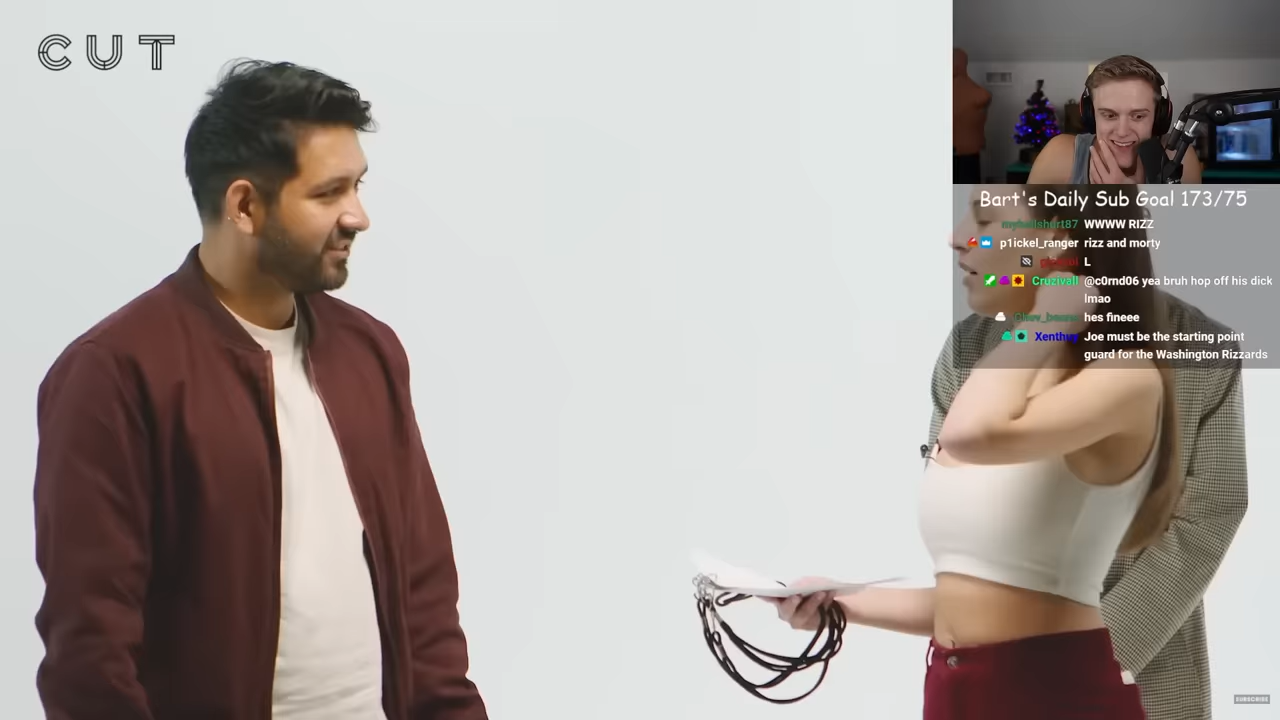 CUT
Bart's Daily Sub Goal 173/75
WWWW RIZZ
p1ickel_ranger rizz and morty
L
Cruzivall @c0rnd06 yea bruh hop off his dick
lmao
hes fineee
Joe must be the starting point
guard for the Washington Rizzards
SUBSCRIBE